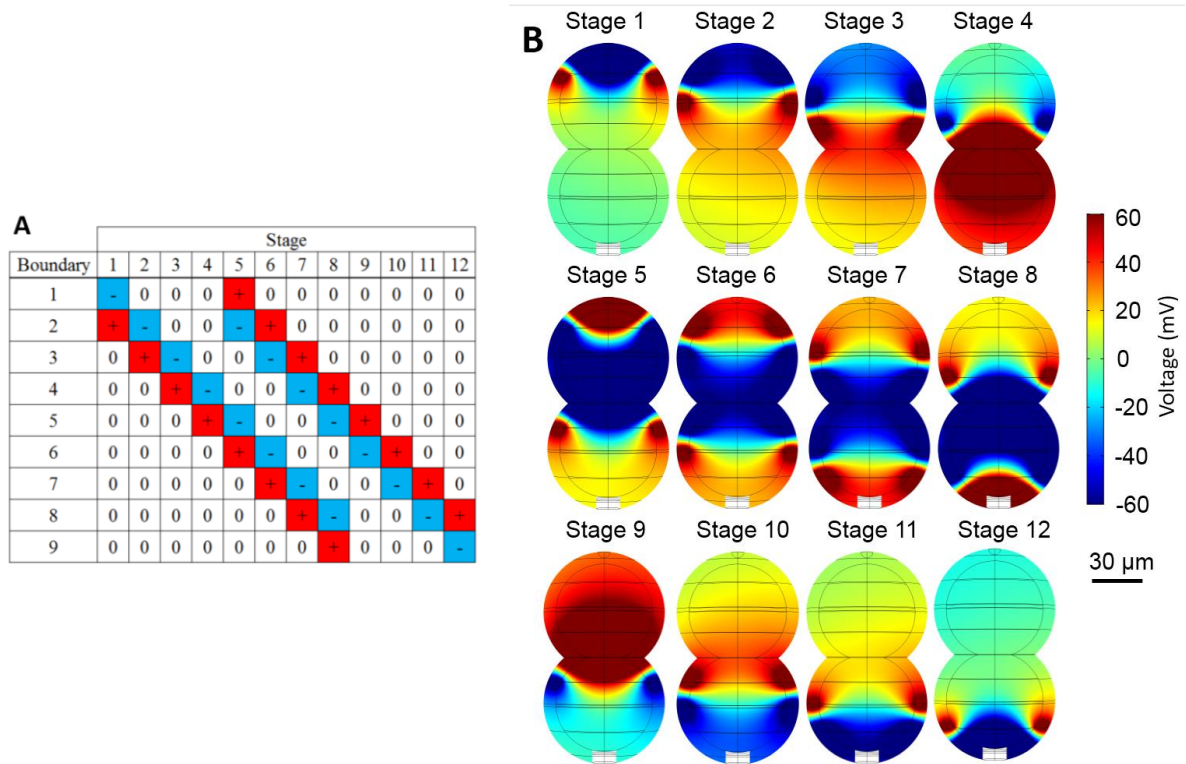 A
Stage
Boundary 1 2 3 4 5 6 7 8 9 10 11 12
1 - 0 0 0 + 0 0 0 0 0 0 0
2 + - 0 0 - + 0 0 0 0 0 0
3 0 + - 0 0 - + 0 0 0 0 0
4 0 0 + - 0 0 - + 0 0 0 0
5 0 0 0 + - 0 0 - + 0 0 0
6 0 0 0 0 + - 0 0 - + 0 0
7 0 0 0 0 0 + - 0 0 - + 0
8 0 0 0 0 0 0 + - 0 0 - +
9 0 0 0 0 0 0 0 + 0 0 0 -
B
Stage 1 Stage 2 Stage 3 Stage 4
Stage 5 Stage 6 Stage 7 Stage 8
Stage 9 Stage 10 Stage 11 Stage 12
60
40
20
0
-20
-40
-60
Voltage (mV)
30 µm